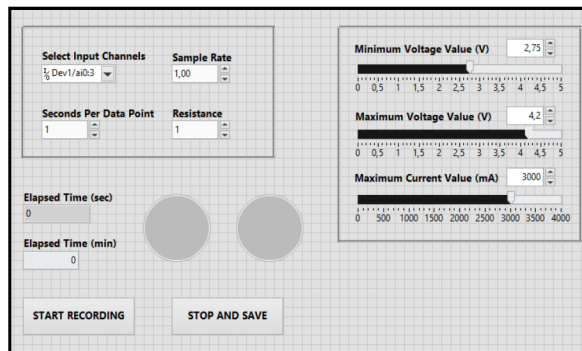 Select Input Channels
Dev1/ai0:3
Sample Rate
1,00
Seconds Per Data Point
1
Resistance
1
Minimum Voltage Value (V)
2,75
0 0,5 1 1,5 2 2,5 3 3,5 4 4,5 5
Maximum Voltage Value (V)
4,2
0 0,5 1 1,5 2 2,5 3 3,5 4 4,5 5
Maximum Current Value (mA)
3000
0 500 1000 1500 2000 2500 3000 3500 4000
Elapsed Time (sec)
0
Elapsed Time (min)
0
START RECORDING
STOP AND SAVE